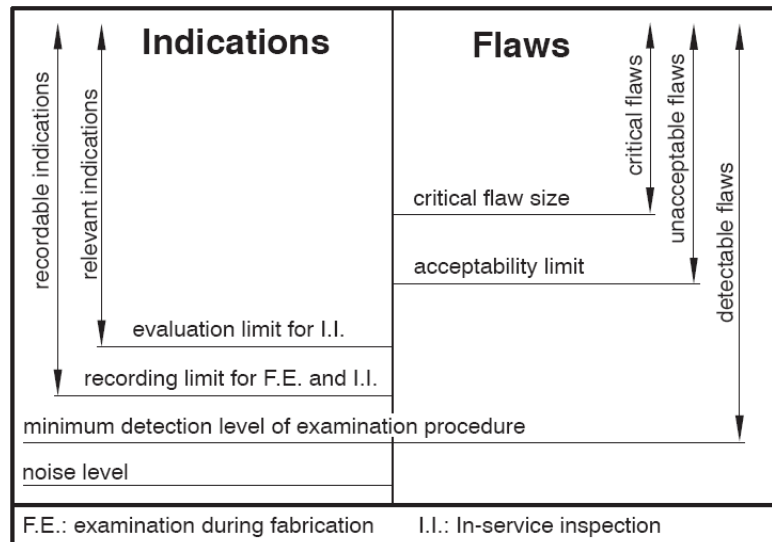 Indications
Flaws
recordable indications
relevant indications
critical flaws
unacceptable flaws
detectable flaws
critical flaw size
acceptability limit
evaluation limit for I.I.
recording limit for F.E. and I.I.
minimum detection level of examination procedure
noise level
F.E.: examination during fabrication I.I.: In-service inspection